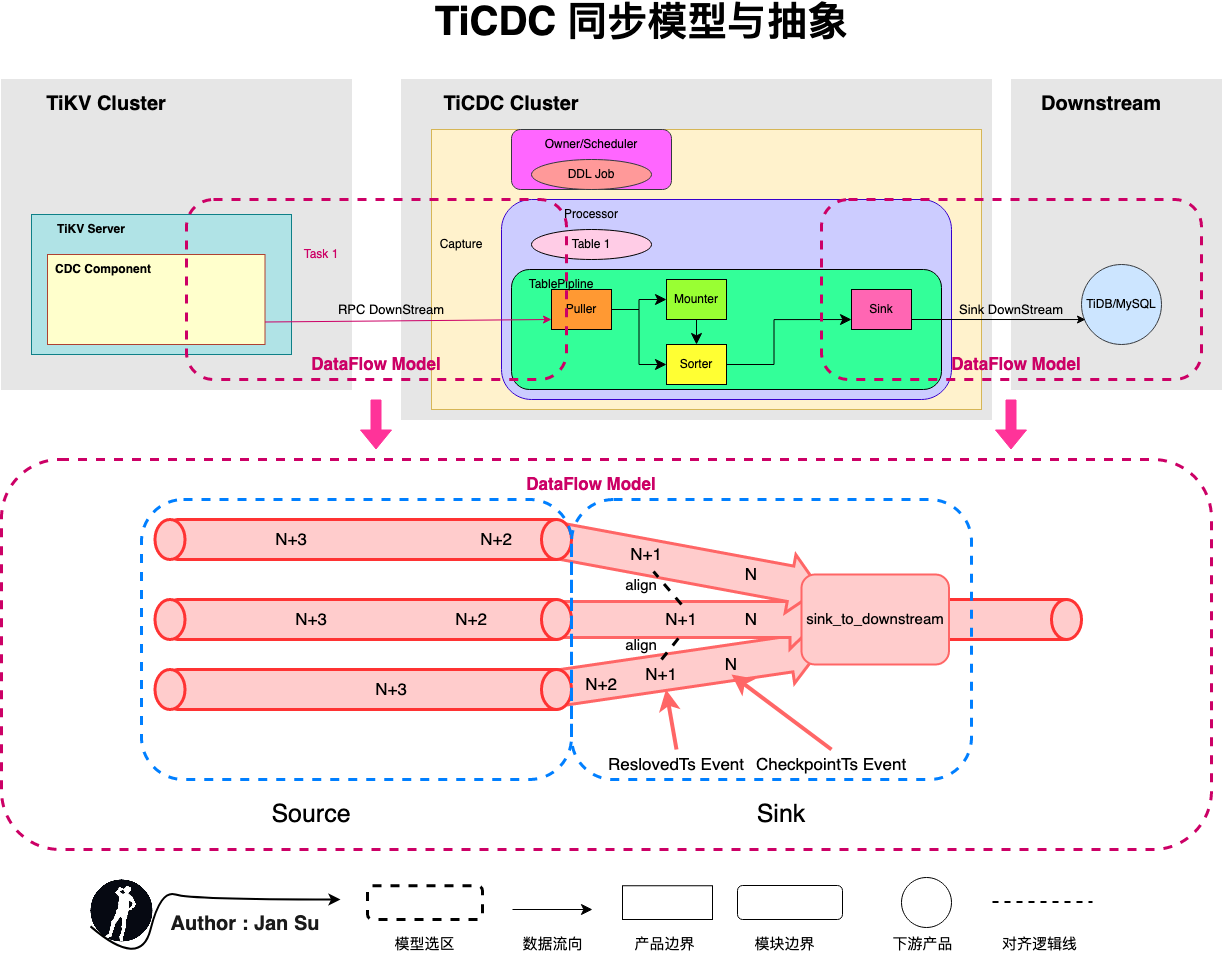 TiCDC 同步模型与抽象
TiKV Cluster
TiCDC Cluster
Downstream
Owner/Scheduler
DDL Job
Processor
TiKV Server
Capture
Table 1
Task 1
CDC Component
TablePipline
Puller
Mounter
Sink
TiDB/MySQL
RPC DownStream
Sink DownStream
Sorter
DataFlow Model
DataFlow Model
DataFlow Model
N+3
N+2
N+1
N
align
N+3
N+2
N+1
N
sink_to_downstream
align
N+3
N+2
N+1
N
ReslovedTs Event
CheckpointTs Event
Source
Sink
Author : Jan Su
模型选区
数据流向
产品边界
模块边界
下游产品
对齐逻辑线